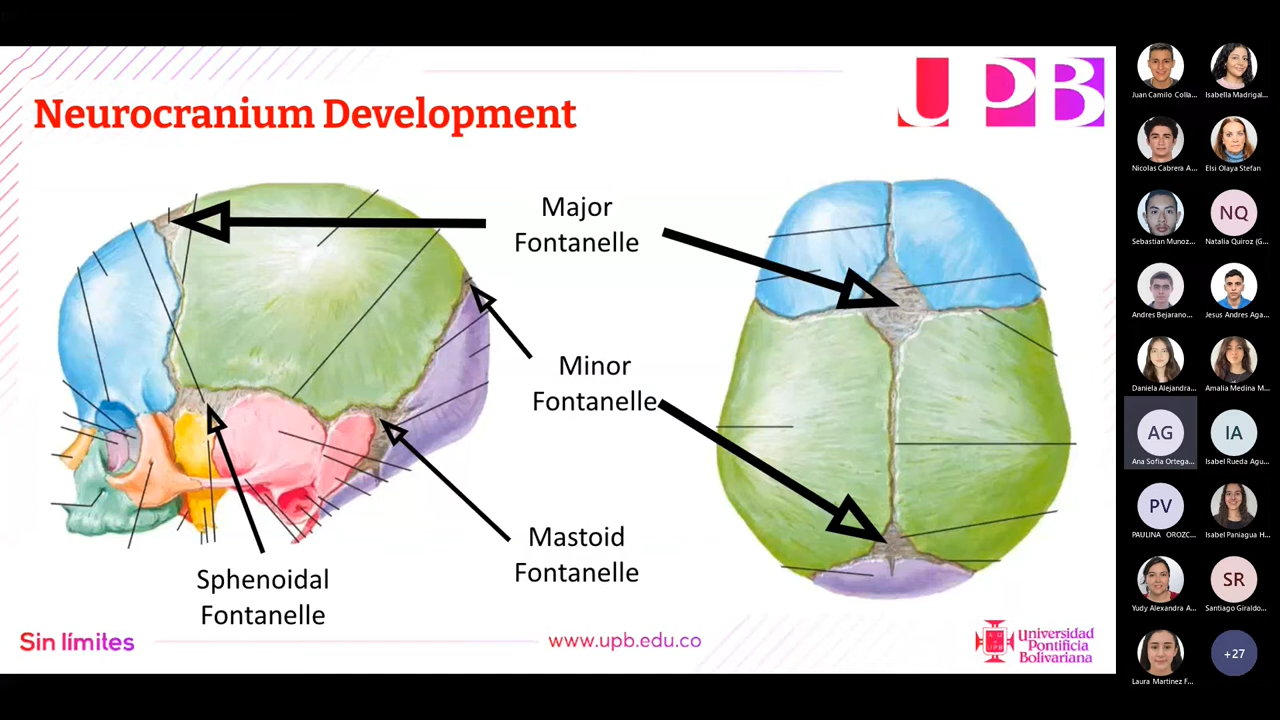 Neurocranium Development
UPB
Major
Fontanelle
Minor
Fontanelle
Mastoid
Fontanelle
Sphenoidal
Fontanelle
Sin límites
www.upb.edu.co
Universidad
Pontificia
Bolivariana
Juan Camilo Colla...
Isabella Madrigal...
Nicolas Cabrera A...
Elsi Olaya Stefan
Sebastian Munoz...
NQ
Natalia Quiroz (G...
Andres Bejarano...
Jesus Andres Aga...
Daniela Alejandra...
Amalia Medina M...
AG
Ana Sofia Ortega...
IA
Isabel Rueda Agu...
PV
PAULINA OROZC...
Isabel Paniagua H...
Yudy Alexandra A...
SR
Santiago Giraldo...
Laura Martinez F...
+27